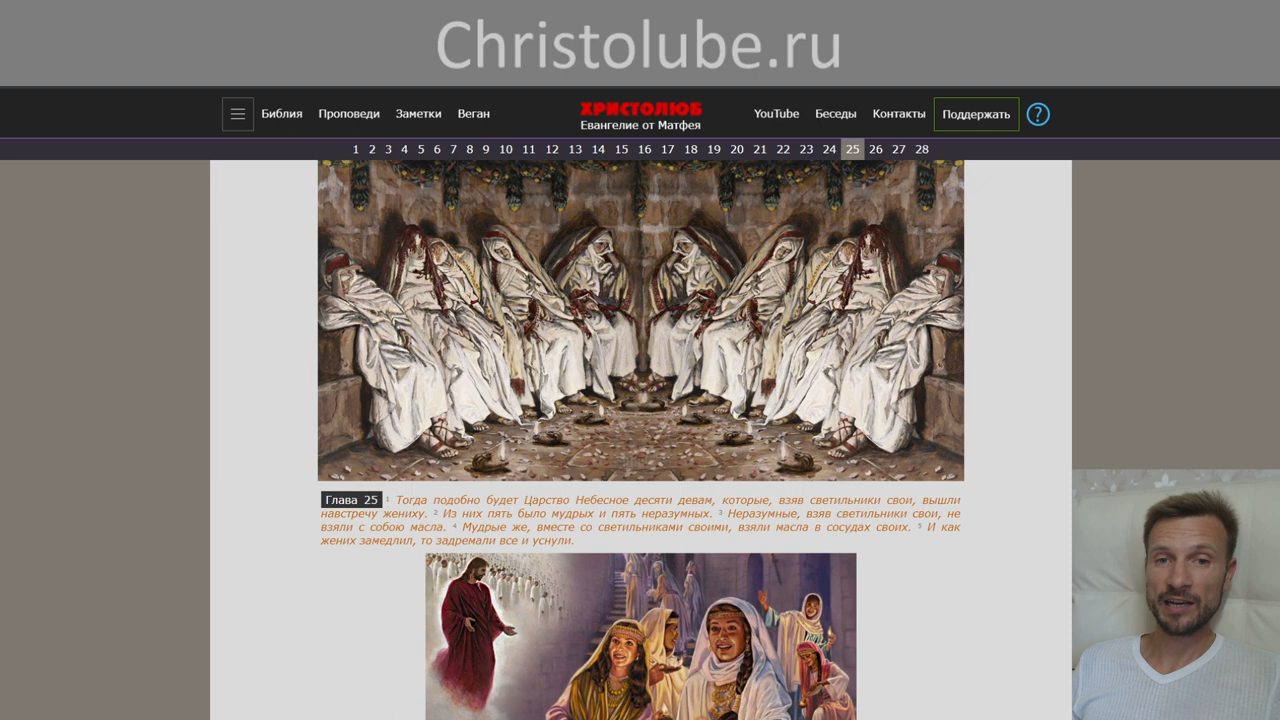 Christolube.ru
Библия Проповеди Заметки Веган ХРИСТОЛЮБ YouTube Беседы Контакты Поддержать ?
Евангелие от Матфея
1 2 3 4 5 6 7 8 9 10 11 12 13 14 15 16 17 18 19 20 21 22 23 24 25 26 27 28
Глава 25 1 Тогда подобно будет Царство Небесное десяти девам, которые, взяв светильники свои, вышли
навстречу жениху. 2 Из них пять было мудрых и пять неразумных. 3 Неразумные, взяв светильники свои, не
взяли с собою масла. 4 Мудрые же, вместе со светильниками своими, взяли масла в сосудах своих. 5 И как
жених замедлил, то задремали все и уснули.